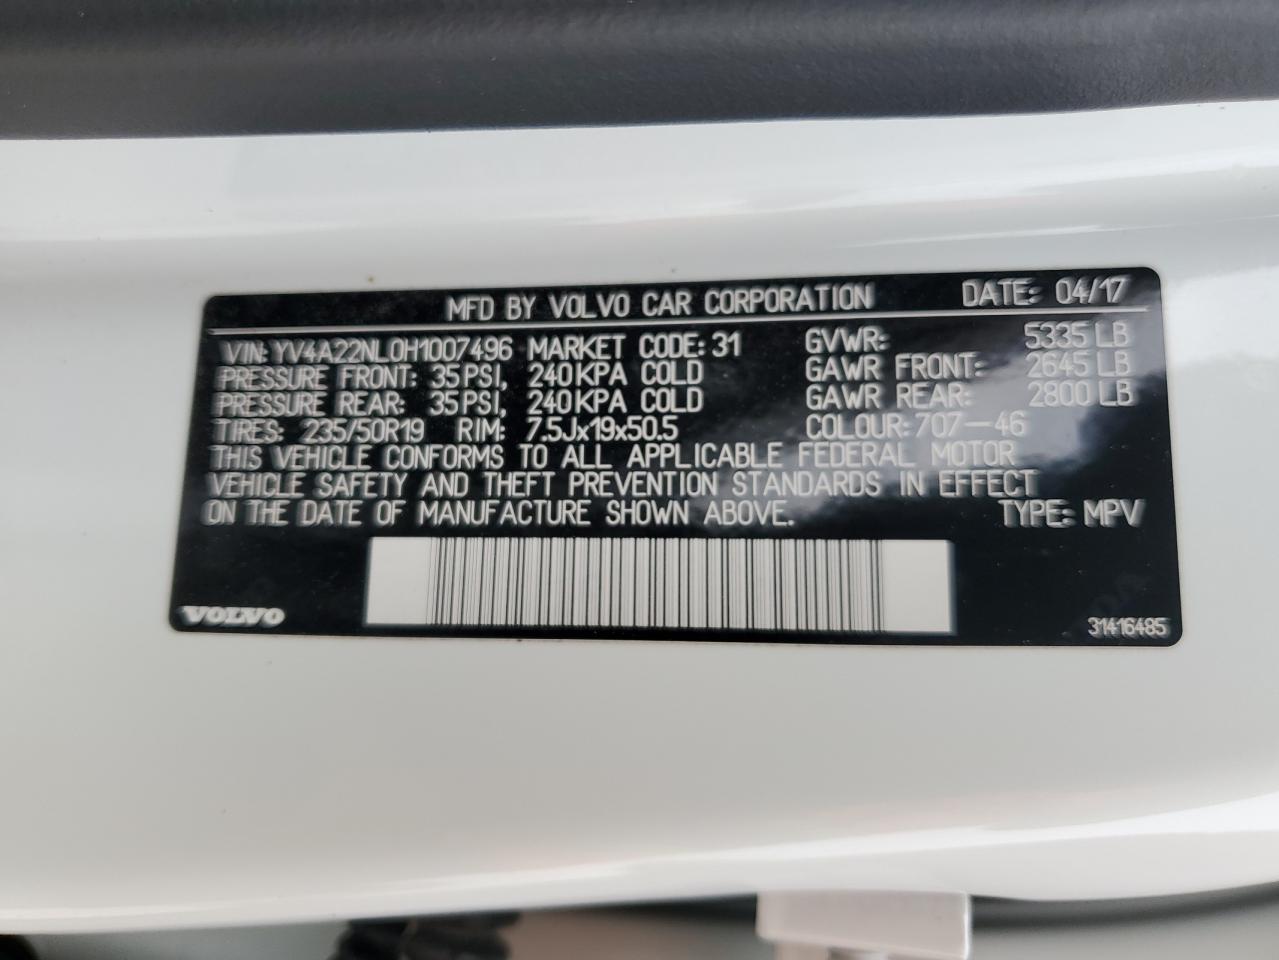 MFD BY VOLVO CAR CORPORATION DATE: 04/17
VIN: YV4A22NL0H1007496 MARKET CODE: 31 GVWR: 5335 LB
PRESSURE FRONT: 35 PSI, 240 KPA COLD GAWR FRONT: 2645 LB
PRESSURE REAR: 35 PSI, 240 KPA COLD GAWR REAR: 2800 LB
TIRES: 235/50R19 RIM: 7.5Jx19x50.5 COLOUR: 707-46
THIS VEHICLE CONFORMS TO ALL APPLICABLE FEDERAL MOTOR
VEHICLE SAFETY AND THEFT PREVENTION STANDARDS IN EFFECT
ON THE DATE OF MANUFACTURE SHOWN ABOVE. TYPE: MPV
VOLVO 31416485